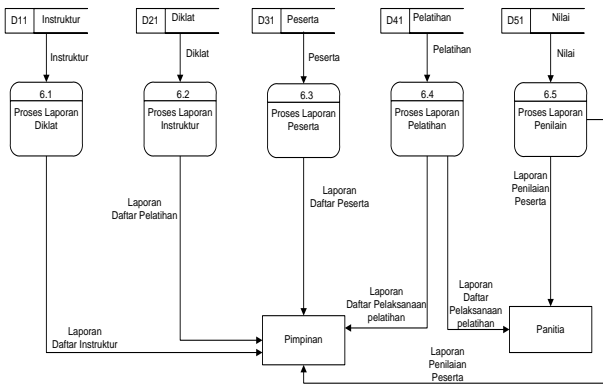 D11 Instruktur
D21 Diklat
D31 Peserta
D41 Pelatihan
D51 Nilai
Instruktur
Diklat
Peserta
Pelatihan
Nilai
6.1
Proses Laporan
Diklat
6.2
Proses Laporan
Instruktur
6.3
Proses Laporan
Peserta
6.4
Proses Laporan
Pelatihan
6.5
Proses Laporan
Penilain
Laporan
Daftar Pelatihan
Laporan
Daftar Peserta
Laporan
Penilaian
Peserta
Laporan
Daftar Pelaksanaan
pelatihan
Laporan
Daftar
Pelaksanaan
pelatihan
Laporan
Daftar Instruktur
Pimpinan
Panitia
Laporan
Penilaian
Peserta